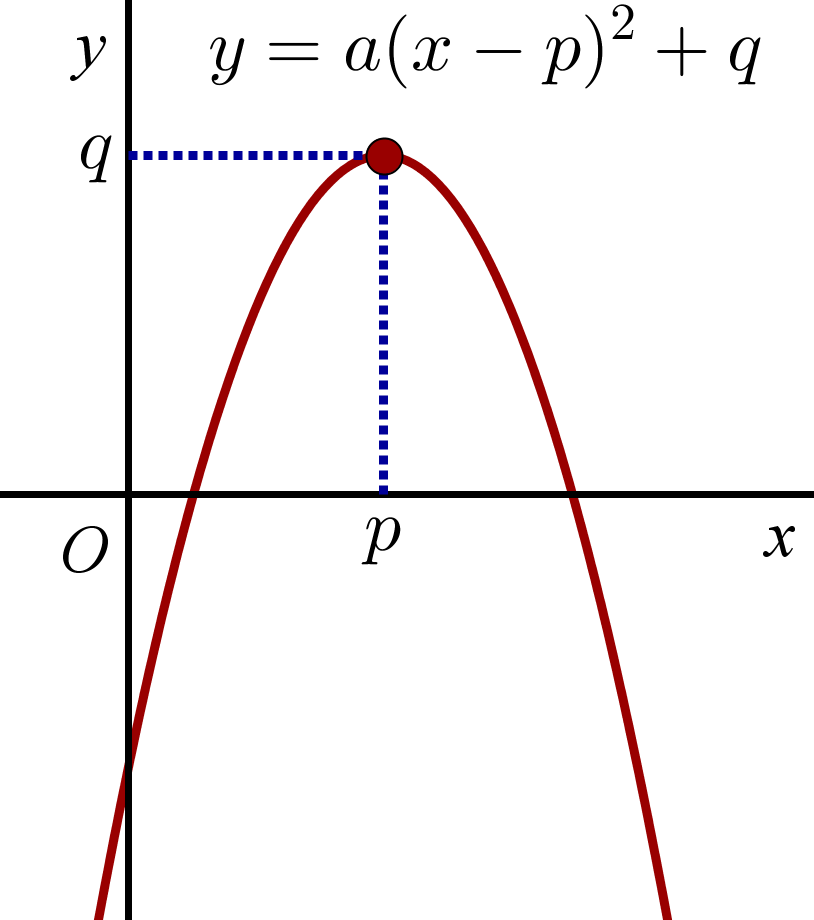 y
y = a(x − p)² + q
q
O
p
x